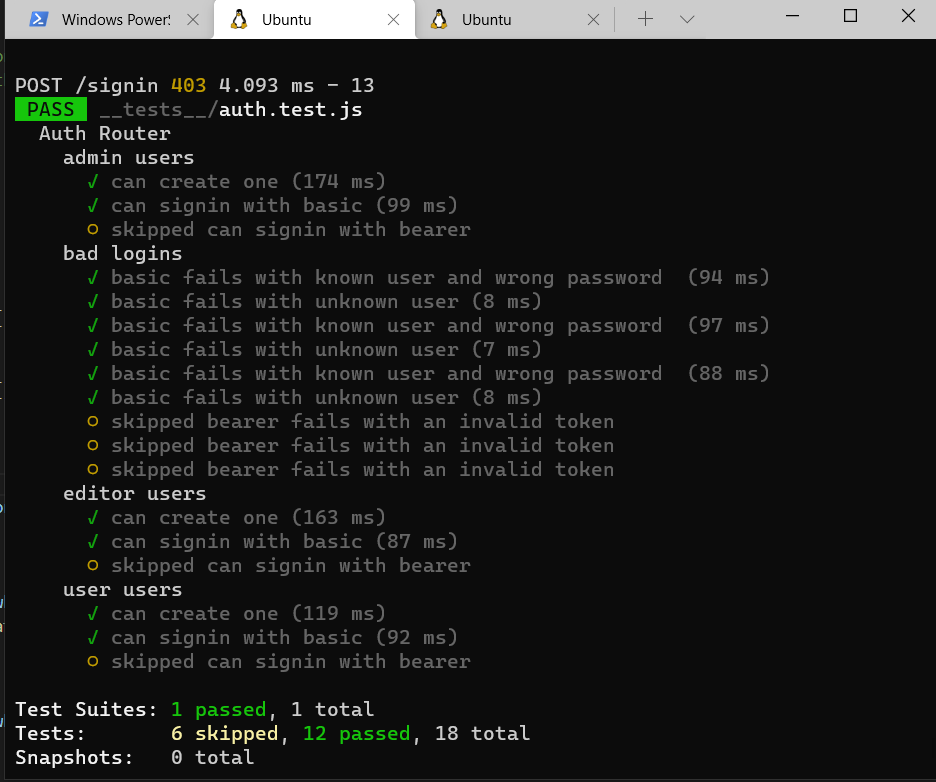 Windows Power
Ubuntu
Ubuntu
POST /signin 403 4.093 ms - 13
PASS __tests__/auth.test.js
Auth Router
admin users
√ can create one (174 ms)
√ can signin with basic (99 ms)
○ skipped can signin with bearer
bad logins
√ basic fails with known user and wrong password  (94 ms)
√ basic fails with unknown user (8 ms)
√ basic fails with known user and wrong password  (97 ms)
√ basic fails with unknown user (7 ms)
√ basic fails with known user and wrong password  (88 ms)
√ basic fails with unknown user (8 ms)
○ skipped bearer fails with an invalid token
○ skipped bearer fails with an invalid token
○ skipped bearer fails with an invalid token
editor users
√ can create one (163 ms)
√ can signin with basic (87 ms)
○ skipped can signin with bearer
user users
√ can create one (119 ms)
√ can signin with basic (92 ms)
○ skipped can signin with bearer
Test Suites: 1 passed, 1 total
Tests:       6 skipped, 12 passed, 18 total
Snapshots:   0 total